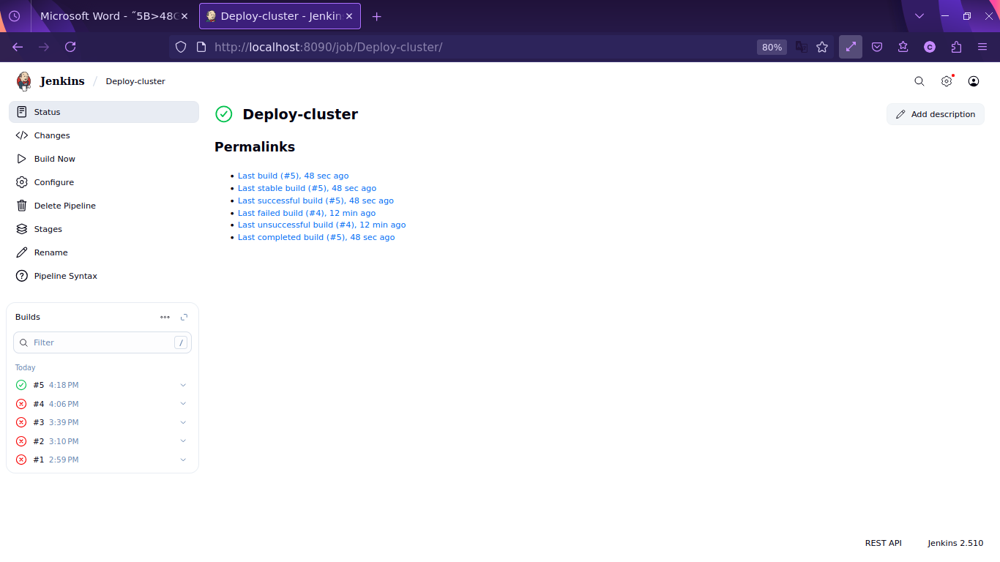 Microsoft Word - ˝5B>48C
Deploy-cluster - Jenkin
http://localhost:8090/job/Deploy-cluster/
80%
C
Jenkins / Deploy-cluster
Status
Changes
Build Now
Configure
Delete Pipeline
Stages
Rename
Pipeline Syntax
Builds
Filter
/
Today
#5 4:18 PM
#4 4:06 PM
#3 3:39 PM
#2 3:10 PM
#1 2:59 PM
Deploy-cluster
Add description
Permalinks
Last build (#5), 48 sec ago
Last stable build (#5), 48 sec ago
Last successful build (#5), 48 sec ago
Last failed build (#4), 12 min ago
Last unsuccessful build (#4), 12 min ago
Last completed build (#5), 48 sec ago
REST API
Jenkins 2.510